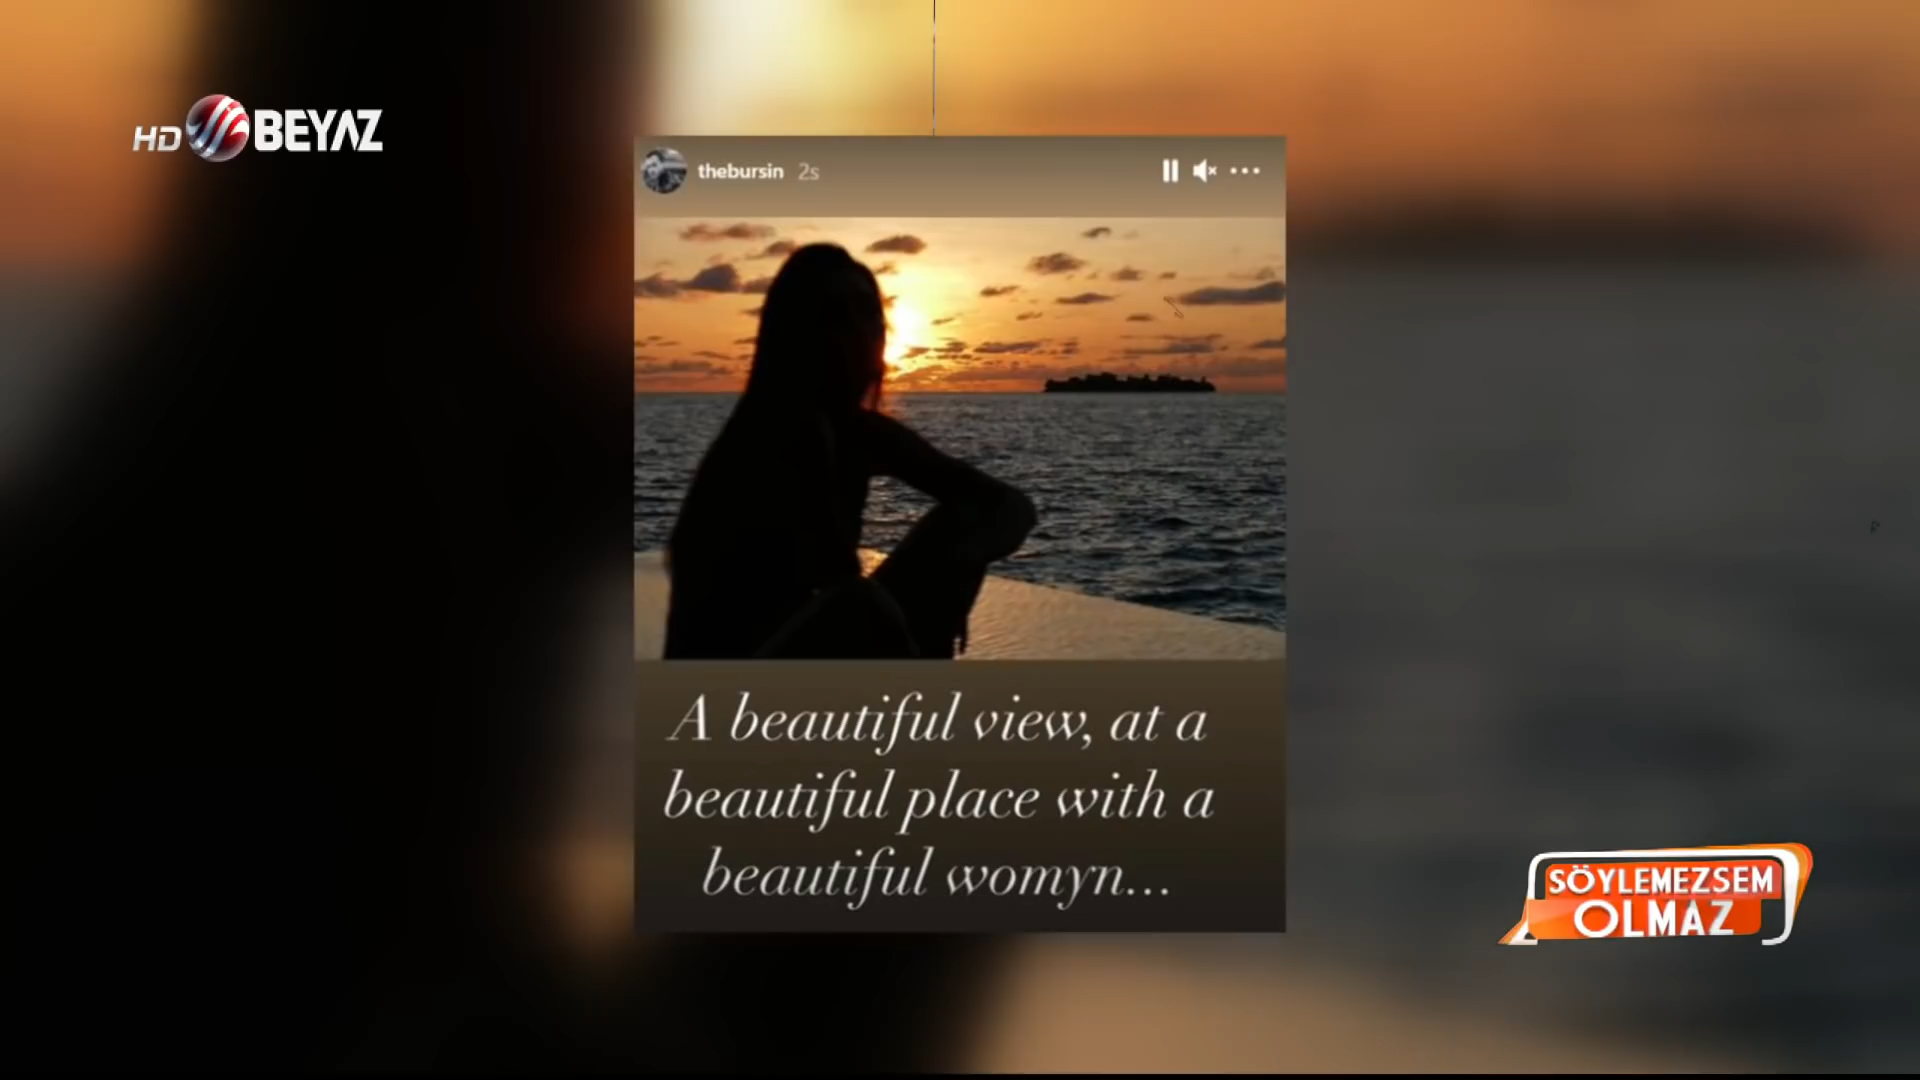 HD BEYAZ
thebursin 2s
A beautiful view, at a
beautiful place with a
beautiful womyn...
SÖYLEMEZSEM
OLMAZ